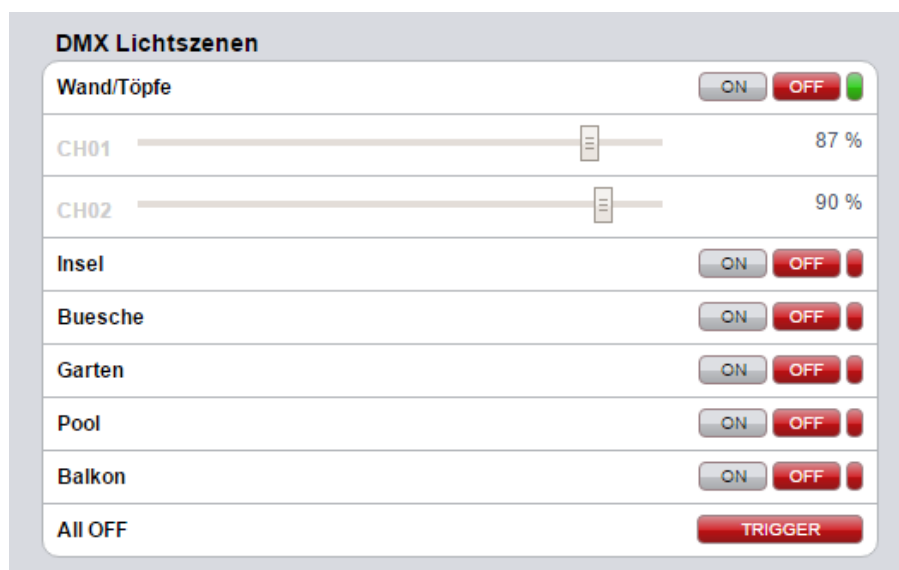 DMX Lichtszenen
Wand/Töpfe ON OFF
CH01 87 %
CH02 90 %
Insel ON OFF
Buesche ON OFF
Garten ON OFF
Pool ON OFF
Balkon ON OFF
All OFF TRIGGER